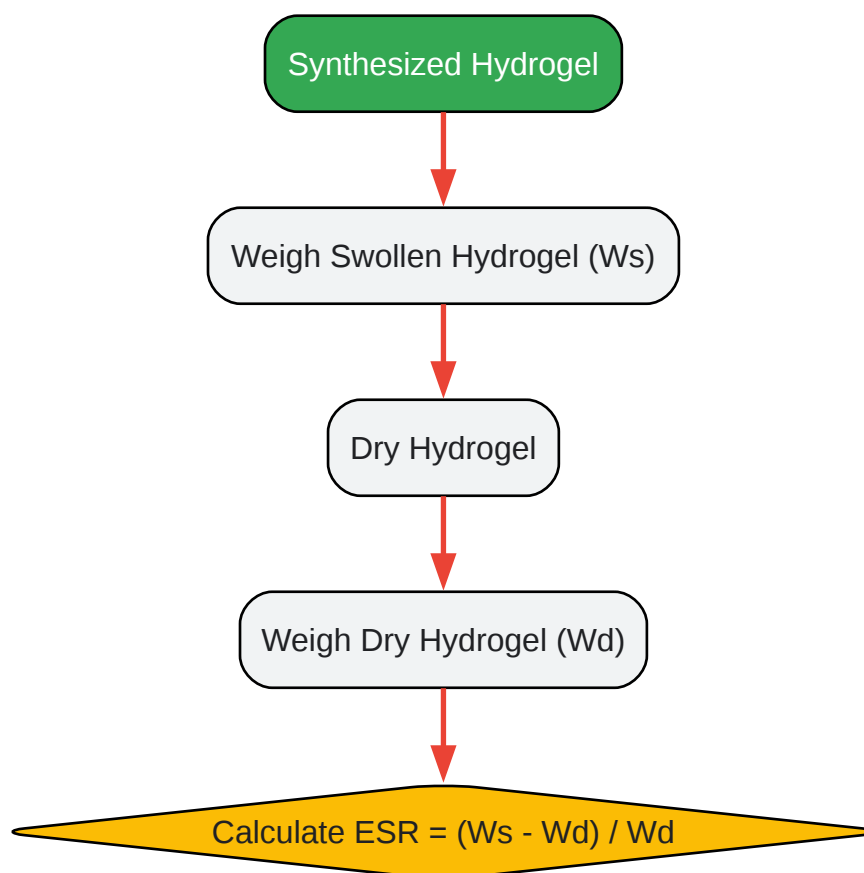 Synthesized Hydrogel
Weigh Swollen Hydrogel (Ws)
Dry Hydrogel
Weigh Dry Hydrogel (Wd)
Calculate ESR = (Ws - Wd) / Wd